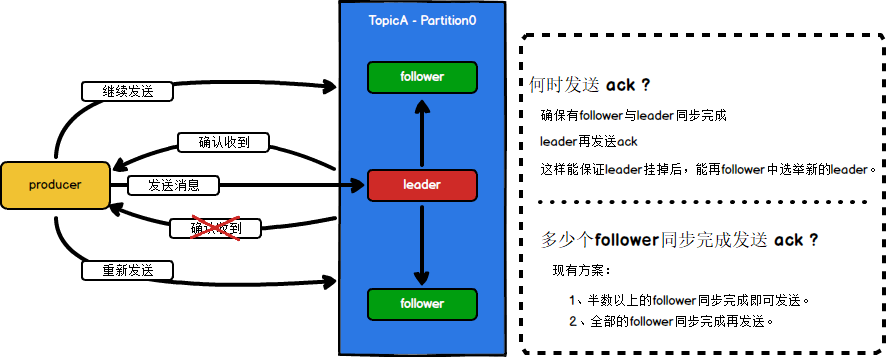 TopicA - Partition0
follower
继续发送
确认收到
producer
发送消息
leader
确认收到
重新发送
follower
何时发送 ack ?
确保有follower与leader同步完成
leader再发送ack
这样能保证leader挂掉后，能再follower中选举新的leader。
多少个follower同步完成发送 ack ?
现有方案：
1、半数以上的follower同步完成即可发送。
2、全部的follower同步完成再发送。